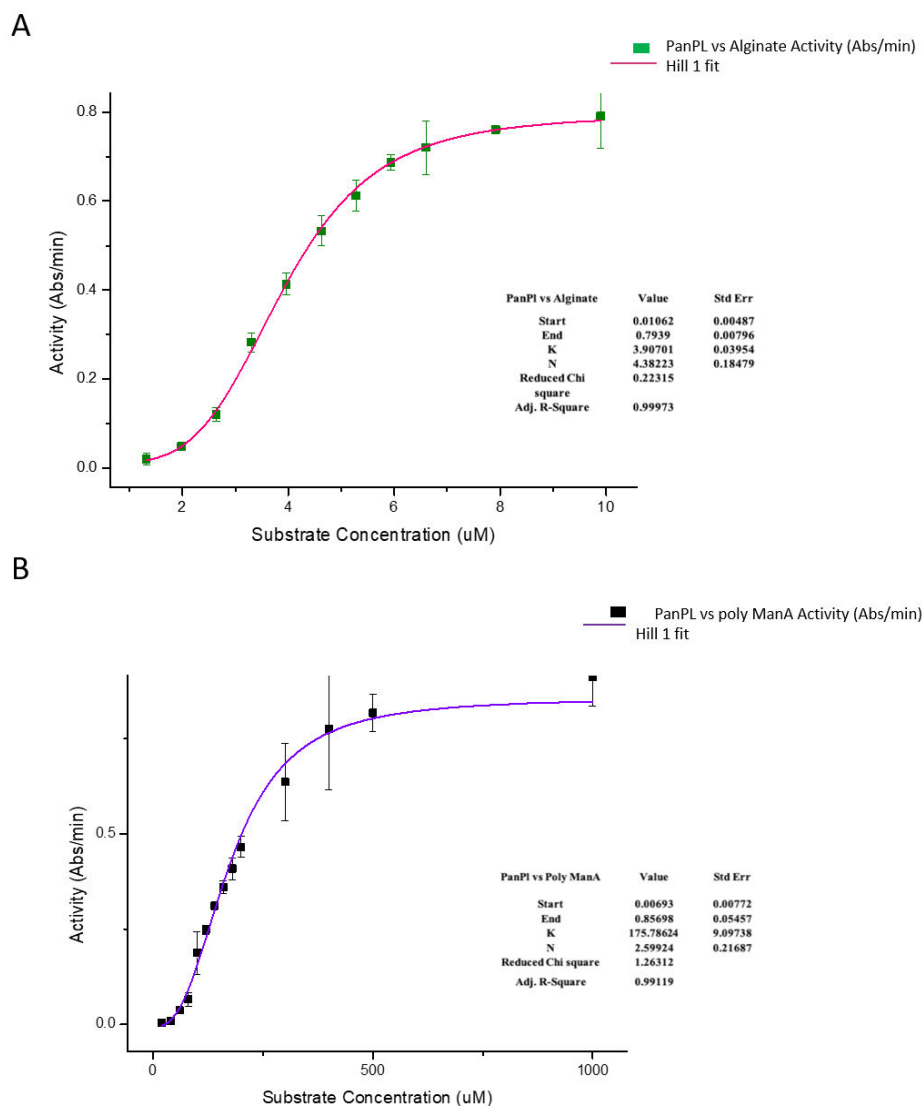 A
PanPL vs Alginate Activity (Abs/min)
Hill 1 fit
0.8
0.6
0.4
0.2
0.0
Activity (Abs/min)
PanPl vs Alginate Value Std Err
Start 0.01062 0.00487
End 0.7939 0.00796
K 3.90701 0.03954
N 4.38223 0.18479
Reduced Chi 0.22315
square
Adj. R-Square 0.99973
2 4 6 8 10
Substrate Concentration (uM)
B
PanPL vs poly ManA Activity (Abs/min)
Hill 1 fit
0.5
0.0
Activity (Abs/min)
PanPl vs Poly ManA Value Std Err
Start 0.00693 0.00772
End 0.85698 0.05457
K 175.78624 9.09738
N 2.59924 0.21687
Reduced Chi square 1.26312
Adj. R-Square 0.99119
0 500 1000
Substrate Concentration (uM)